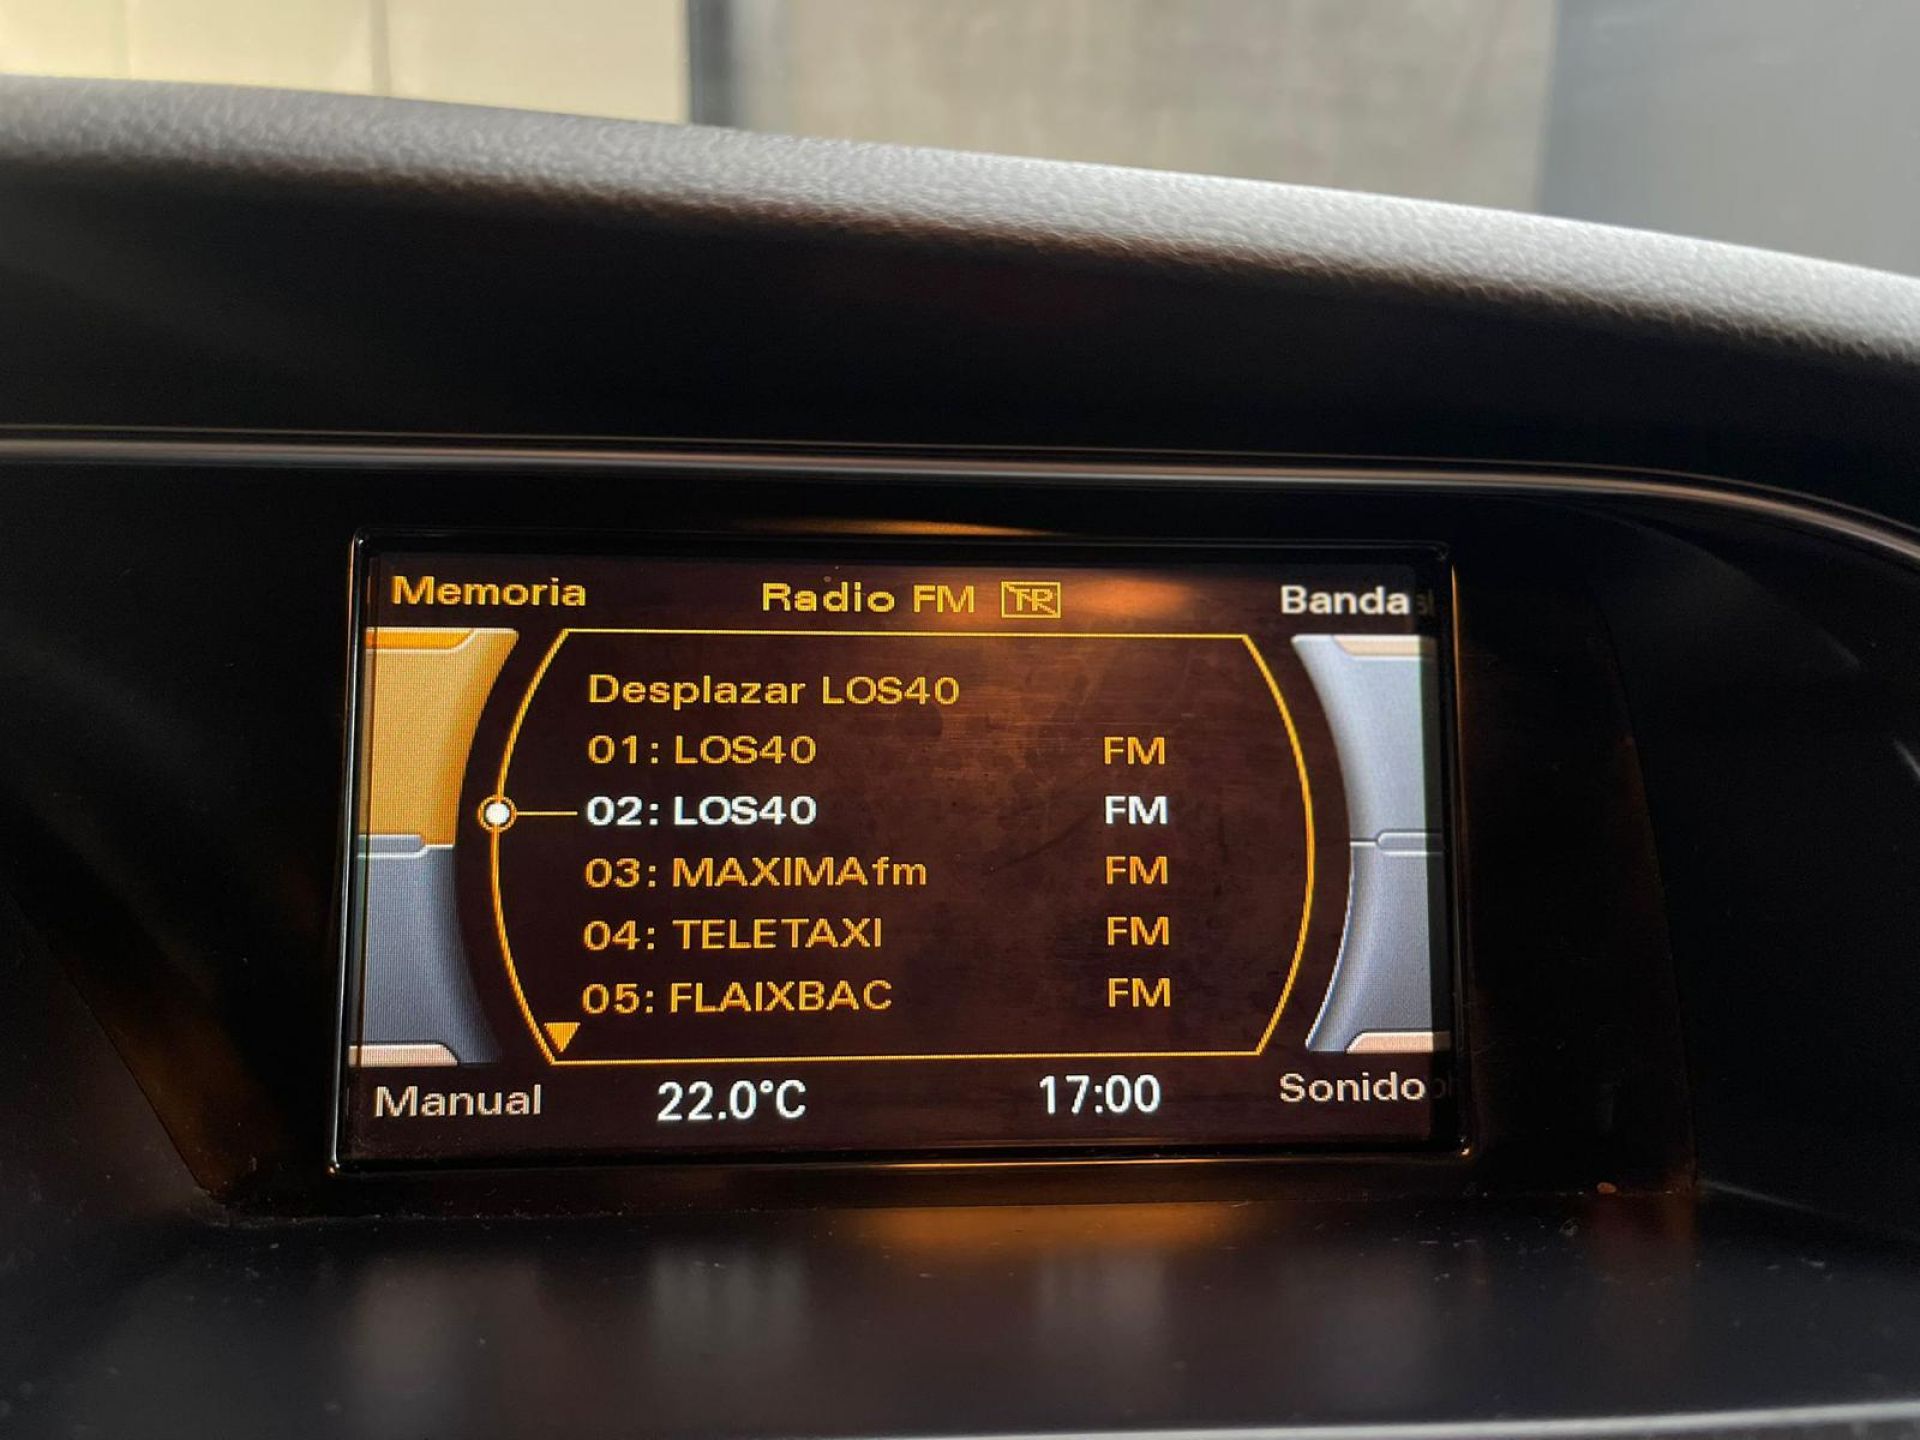 Memoria Radio FM TP Banda
Desplazar LOS40
01: LOS40 FM
02: LOS40 FM
03: MAXIMAfm FM
04: TELETAXI FM
05: FLAIXBAC FM
Manual 22.0°C 17:00 Sonido